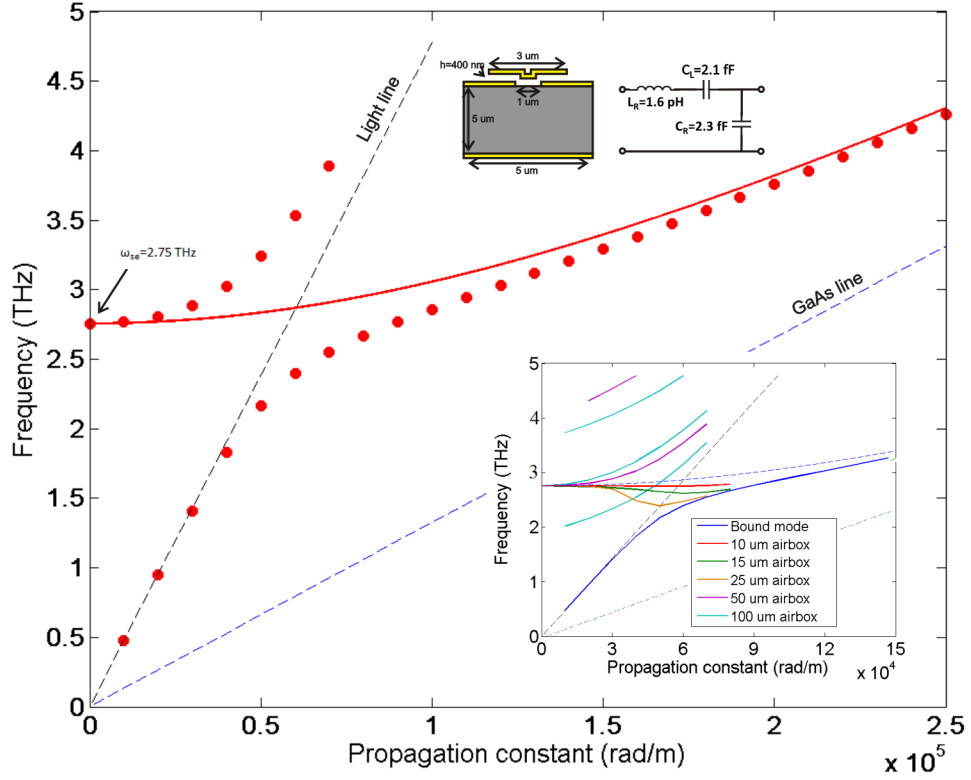 5
4.5
4
3.5
3
2.5
2
1.5
1
0.5
0
Frequency (THz)
0
0.5
1
1.5
2
2.5
x 10^5
Propagation constant (rad/m)
Light line
GaAs line
ω_se=2.75 THz
3 um
h=400 nm
1 um
5 um
5 um
C_L=2.1 fF
L_R=1.6 pH
C_R=2.3 fF
5
4
3
2
1
0
Frequency (THz)
0
3
6
9
12
15
x 10^4
Propagation constant (rad/m)
Bound mode
10 um airbox
15 um airbox
25 um airbox
50 um airbox
100 um airbox